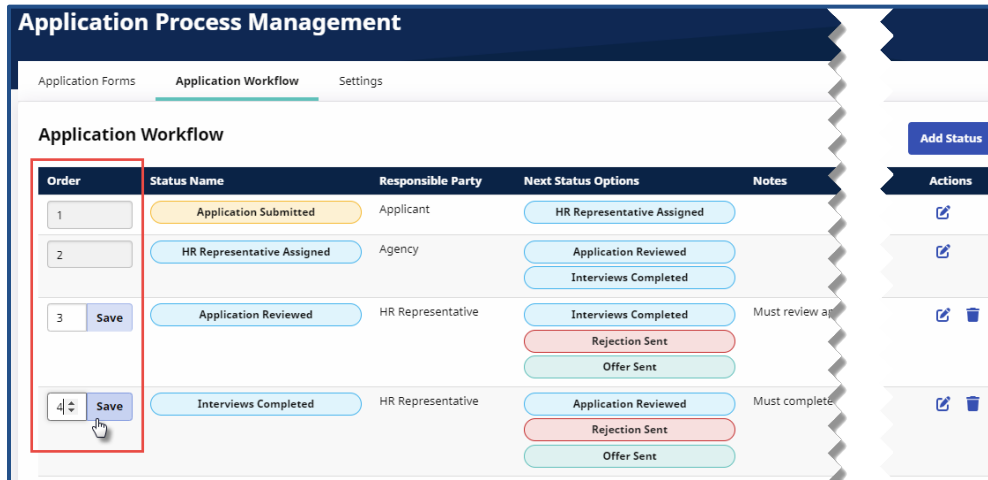 Application Process Management
Application Forms Application Workflow Settings
Application Workflow
Add Status
Order Status Name Responsible Party Next Status Options Notes Actions
1 Application Submitted Applicant HR Representative Assigned
2 HR Representative Assigned Agency Application Reviewed
Interviews Completed
3 Save Application Reviewed HR Representative Interviews Completed Must review
Rejection Sent
Offer Sent
4 Save Interviews Completed HR Representative Application Reviewed Must complete
Rejection Sent
Offer Sent